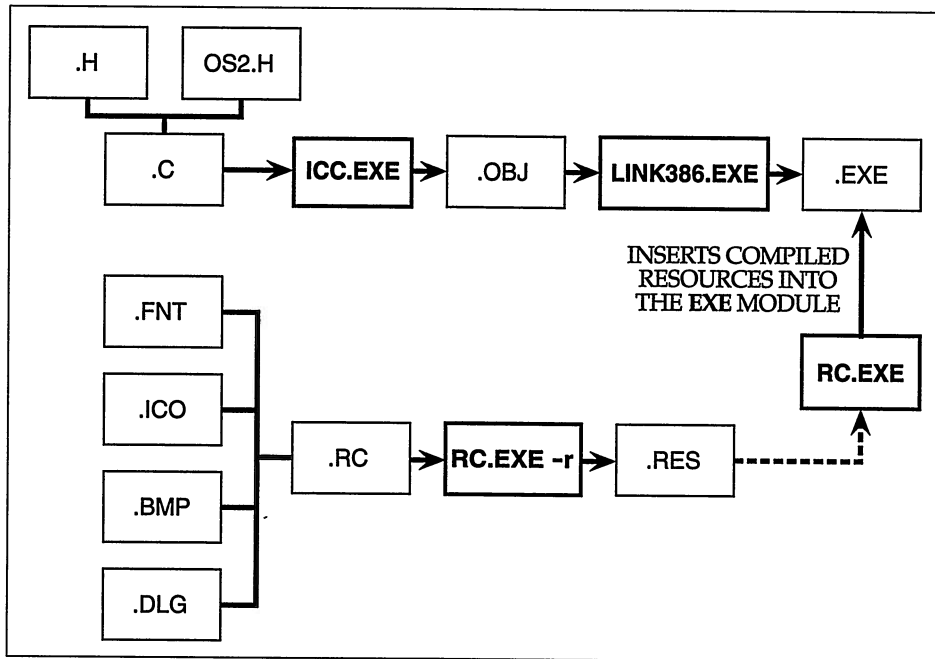 .H
OS2.H
.C
ICC.EXE
.OBJ
LINK386.EXE
.EXE
INSERTS COMPILED
RESOURCES INTO
THE EXE MODULE
RC.EXE
.FNT
.ICO
.BMP
.DLG
.RC
RC.EXE -r
.RES